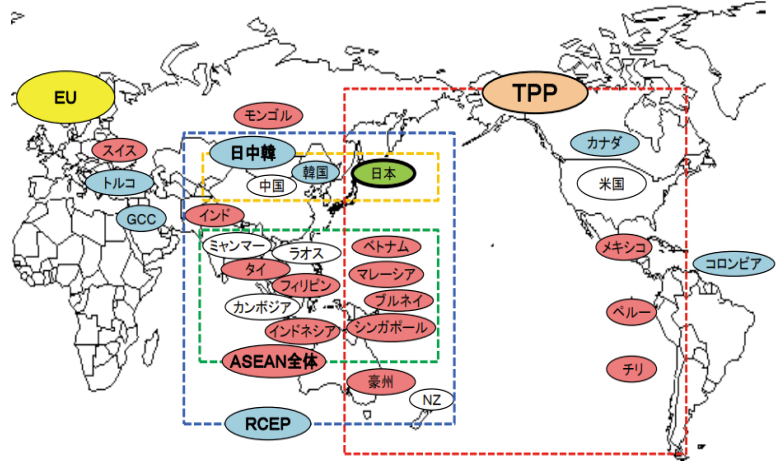 EU
TPP
モンゴル
カナダ
スイス
日中韓
韓国
日本
トルコ
中国
米国
GCC
インド
ミャンマー
ラオス
ベトナム
メキシコ
コロンビア
タイ
マレーシア
フィリピン
ブルネイ
カンボジア
ペルー
インドネシア
シンガポール
ASEAN全体
チリ
豪州
NZ
RCEP